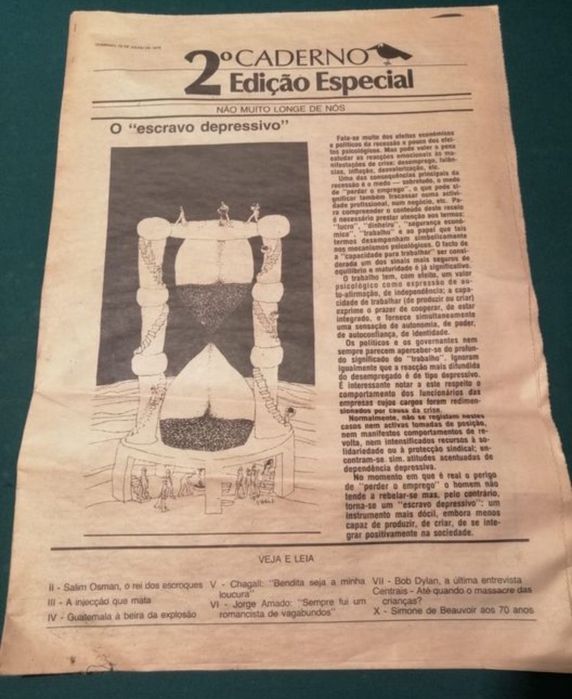 2º CADERNO
Edição Especial
NÃO MUITO LONGE DE NÓS
O "escravo depressivo"
Fala-se muito dos efeitos económicos
e políticos da recessão e pouco dos efei-
tos psicológicos. Mas pode valer a pena
estudar as reacções emocionais às ma-
nifestações de crise: desemprego, falên-
cias, inflação, desvalorização, etc.
Uma das consequências principais da
recessão é o medo — sobretudo, o medo
de "perder o emprego", o que pode si-
gnificar também fracassar numa activi-
dade profissional, num negócio, etc. Pa-
ra compreender o conteúdo deste receio
é necessário prestar atenção aos termos:
"lucro", "dinheiro", "segurança econó-
mica", "trabalho" e ao papel que tais
termos desempenham simbolicamente
nos mecanismos psicológicos. O facto de
a "capacidade para trabalhar" ser consi-
derada um dos sinais mais seguros de
equilíbrio e maturidade é já significativo.
O trabalho tem, com efeito, um valor
psicológico como expressão de au-
to-afirmação, de independência; a capa-
cidade de trabalhar (de produzir ou criar)
exprime o prazer de cooperar, de estar
integrado, e fornece simultaneamente
uma sensação de autonomia, de poder,
de autoconfiança, de identidade.
Os políticos e os governantes nem
sempre parecem aperceber-se do profun-
do significado do "trabalho". Ignoram
igualmente que a reacção mais difundida
do desempregado é de tipo depressivo.
É interessante notar a este respeito o
comportamento dos funcionários das
empresas cujos cargos foram redimen-
sionados por causa da crise.
Normalmente, não se registam nestes
casos nem activas tomadas de posição,
nem manifestos comportamentos de re-
volta, nem intensificados recursos à so-
lidariedade ou à protecção sindical; en-
contram-se sim, atitudes acentuadas de
dependência depressiva.
No momento em que é real o perigo
de "perder o emprego" o homem não
tende a rebelar-se mas, pelo contrário,
torna-se um "escravo depressivo": um
instrumento mais dócil, embora menos
capaz de produzir, de criar, de se inte-
grar positivamente na sociedade.
VEJA E LEIA
II - Salim Osman, o rei dos escroques
III - A injecção que mata
IV - Guatemala à beira da explosão
V - Chagall: "Bendita seja a minha
loucura"
VI - Jorge Amado: "Sempre fui um
romancista de vagabundos"
VII - Bob Dylan, a última entrevista
Centrais - Até quando o massacre das
crianças?
X - Simone de Beauvoir aos 70 anos